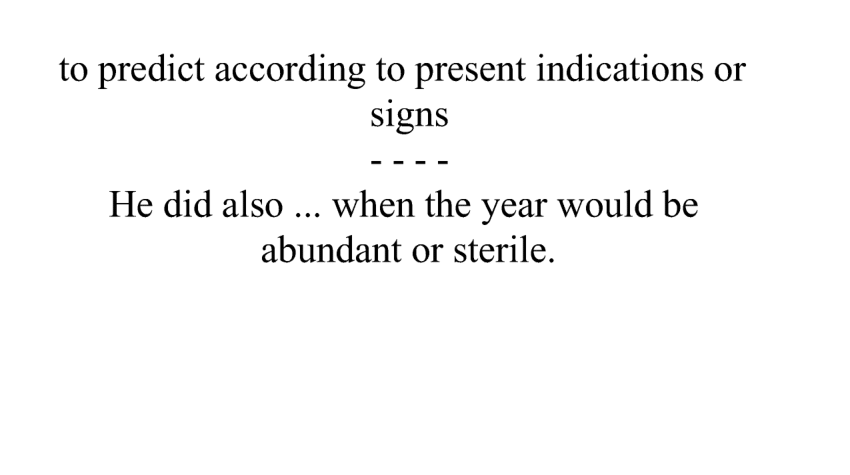 to predict according to present indications or
signs
- - - -
He did also ... when the year would be
abundant or sterile.